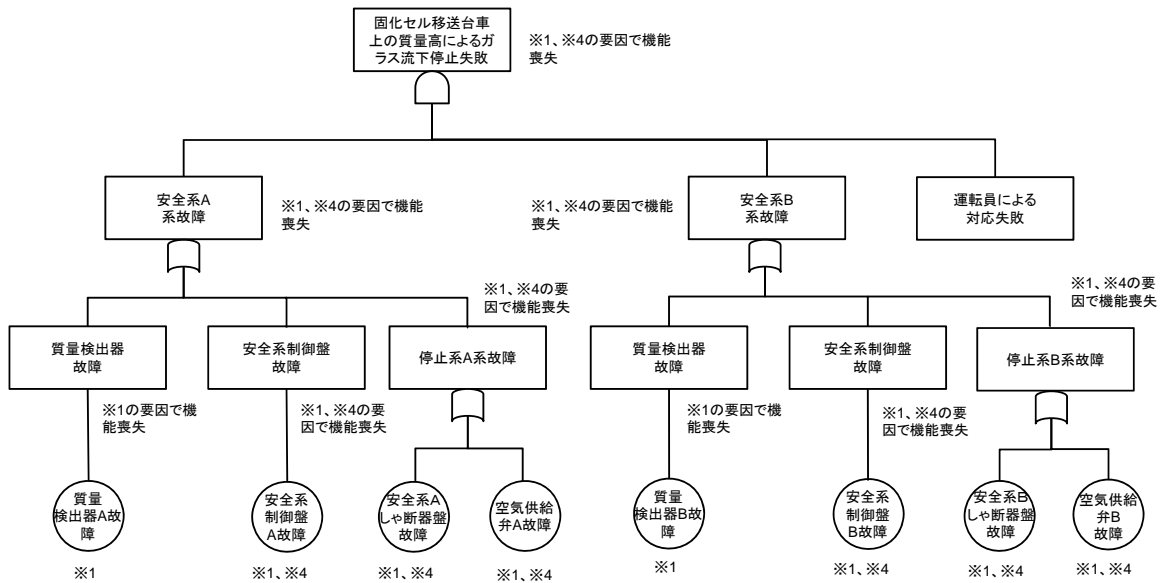 固化セル移送台車
上の質量高によるガ
ラス流下停止失敗
※1、※4の要因で機能
喪失
安全系A
系故障
※1、※4の要因で機能
喪失
※1、※4の要因で機能
喪失
安全系B
系故障
運転員による
対応失敗
※1、※4の要
因で機能喪失
※1、※4の要
因で機能喪失
質量検出器
故障
安全系制御盤
故障
停止系A系故障
質量検出器
故障
安全系制御盤
故障
停止系B系故障
※1の要因で機
能喪失
※1、※4の要
因で機能喪失
※1の要因で機
能喪失
※1、※4の要
因で機能喪失
質量
検出器A故
障
安全系
制御盤
A故障
安全系A
しゃ断器盤
故障
空気供給
弁A故障
質量
検出器B故
障
安全系
制御盤
B故障
安全系B
しゃ断器盤
故障
空気供給
弁B
故障
※1
※1、※4
※1、※4
※1、※4
※1
※1、※4
※1、※4
※1、※4